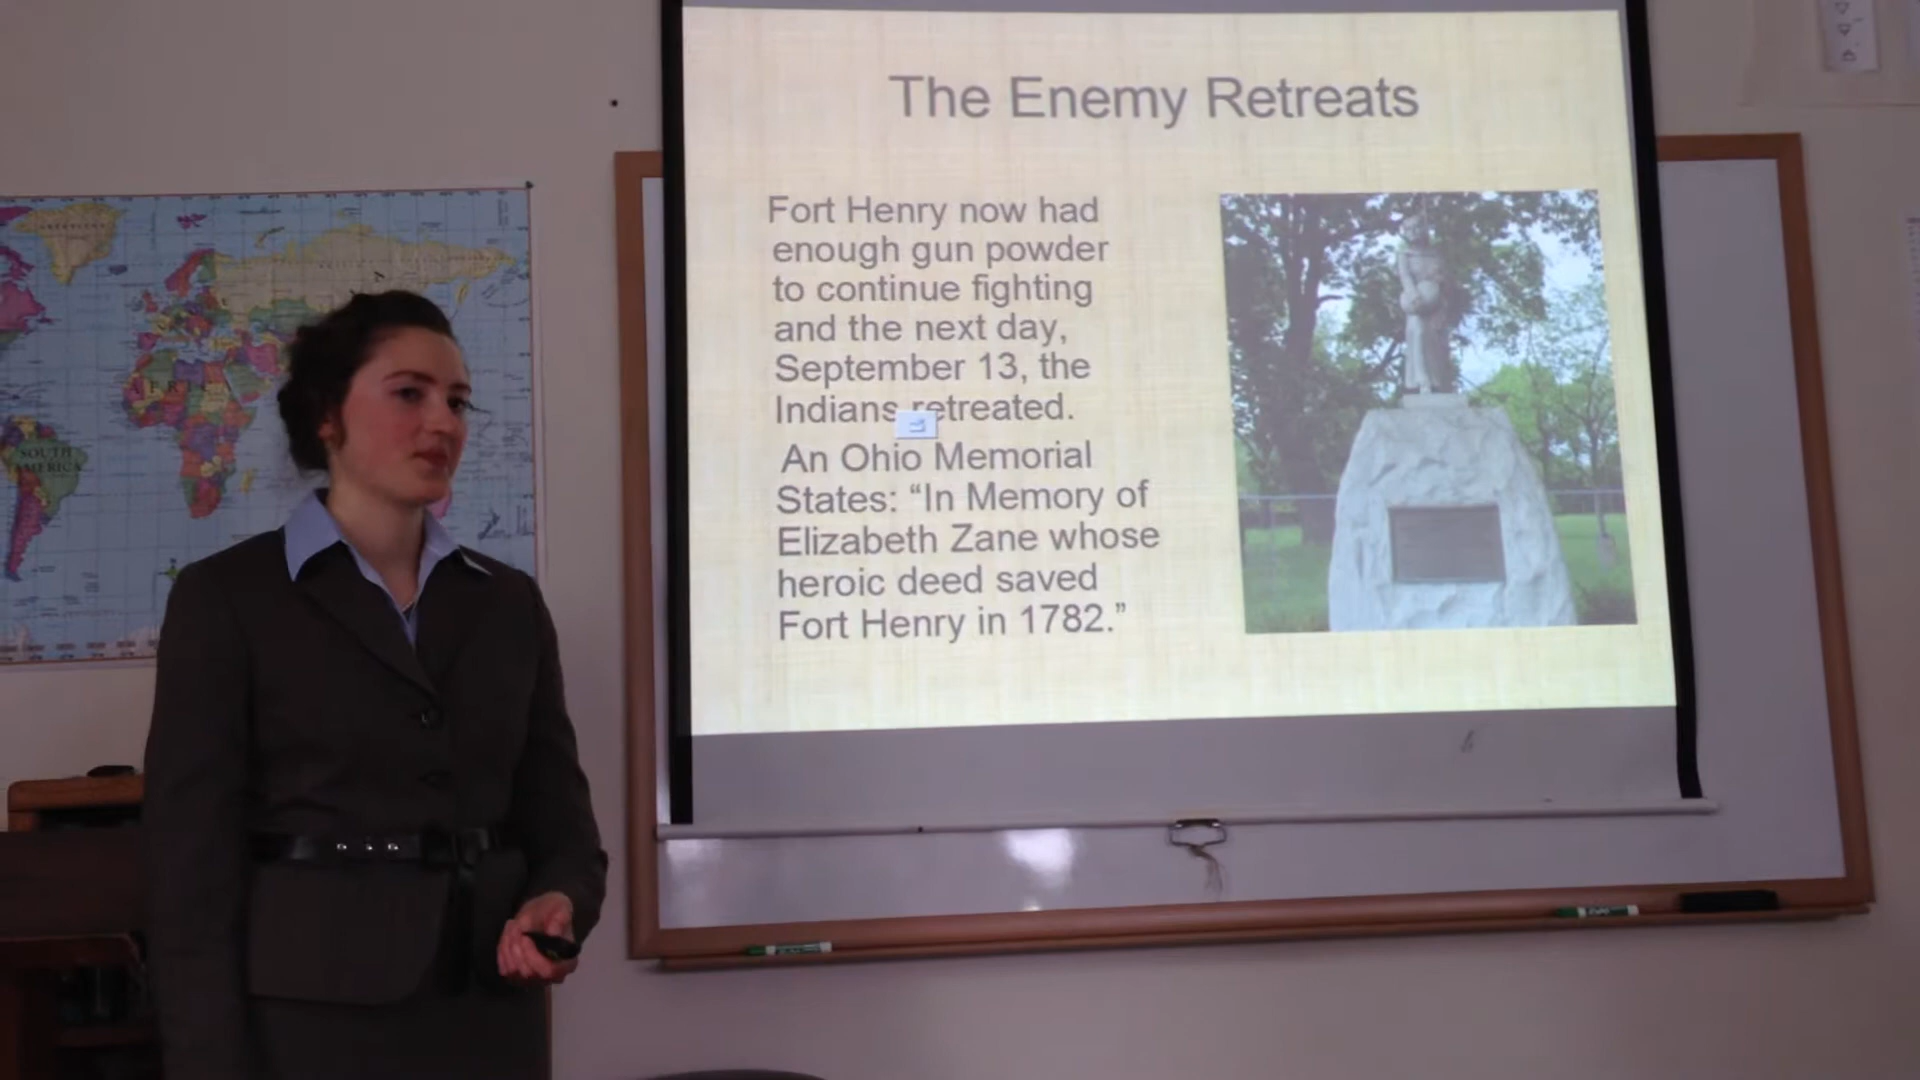 The Enemy Retreats
Fort Henry now had
enough gun powder
to continue fighting
and the next day,
September 13, the
Indians retreated.
An Ohio Memorial
States: “In Memory of
Elizabeth Zane whose
heroic deed saved
Fort Henry in 1782.”
SOUTH
AMERICA